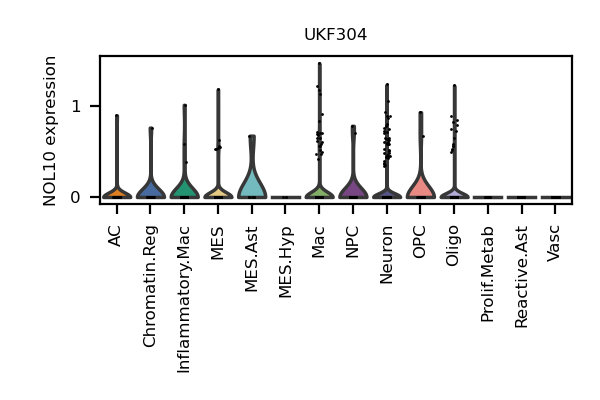 UKF304
NOL10 expression
1
0
AC
Chromatin.Reg
Inflammatory.Mac
MES
MES.Ast
MES.Hyp
Mac
NPC
Neuron
OPC
Oligo
Prolif.Metab
Reactive.Ast
Vasc